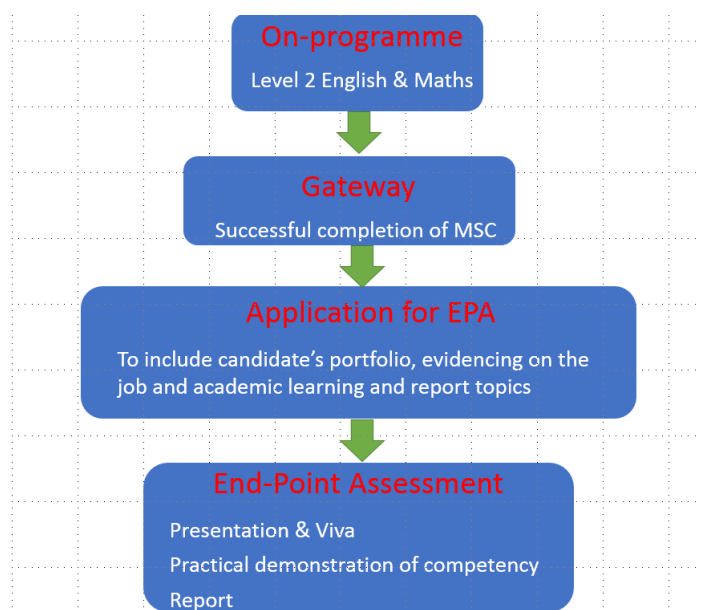 On-programme
Level 2 English & Maths
Gateway
Successful completion of MSC
Application for EPA
To include candidate's portfolio, evidencing on the
job and academic learning and report topics
End-Point Assessment
Presentation & Viva
Practical demonstration of competency
Report